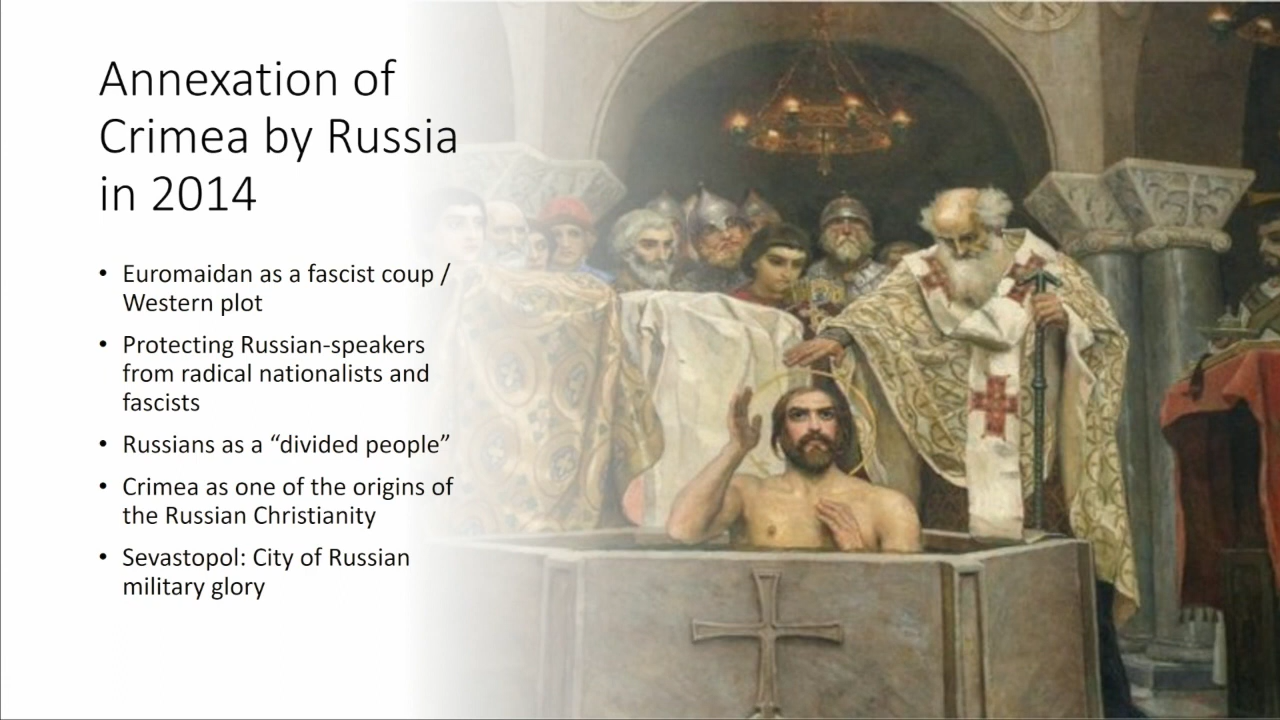 Annexation of
Crimea by Russia
in 2014
• Euromaidan as a fascist coup /
Western plot
• Protecting Russian-speakers
from radical nationalists and
fascists
• Russians as a “divided people”
• Crimea as one of the origins of
the Russian Christianity
• Sevastopol: City of Russian
military glory